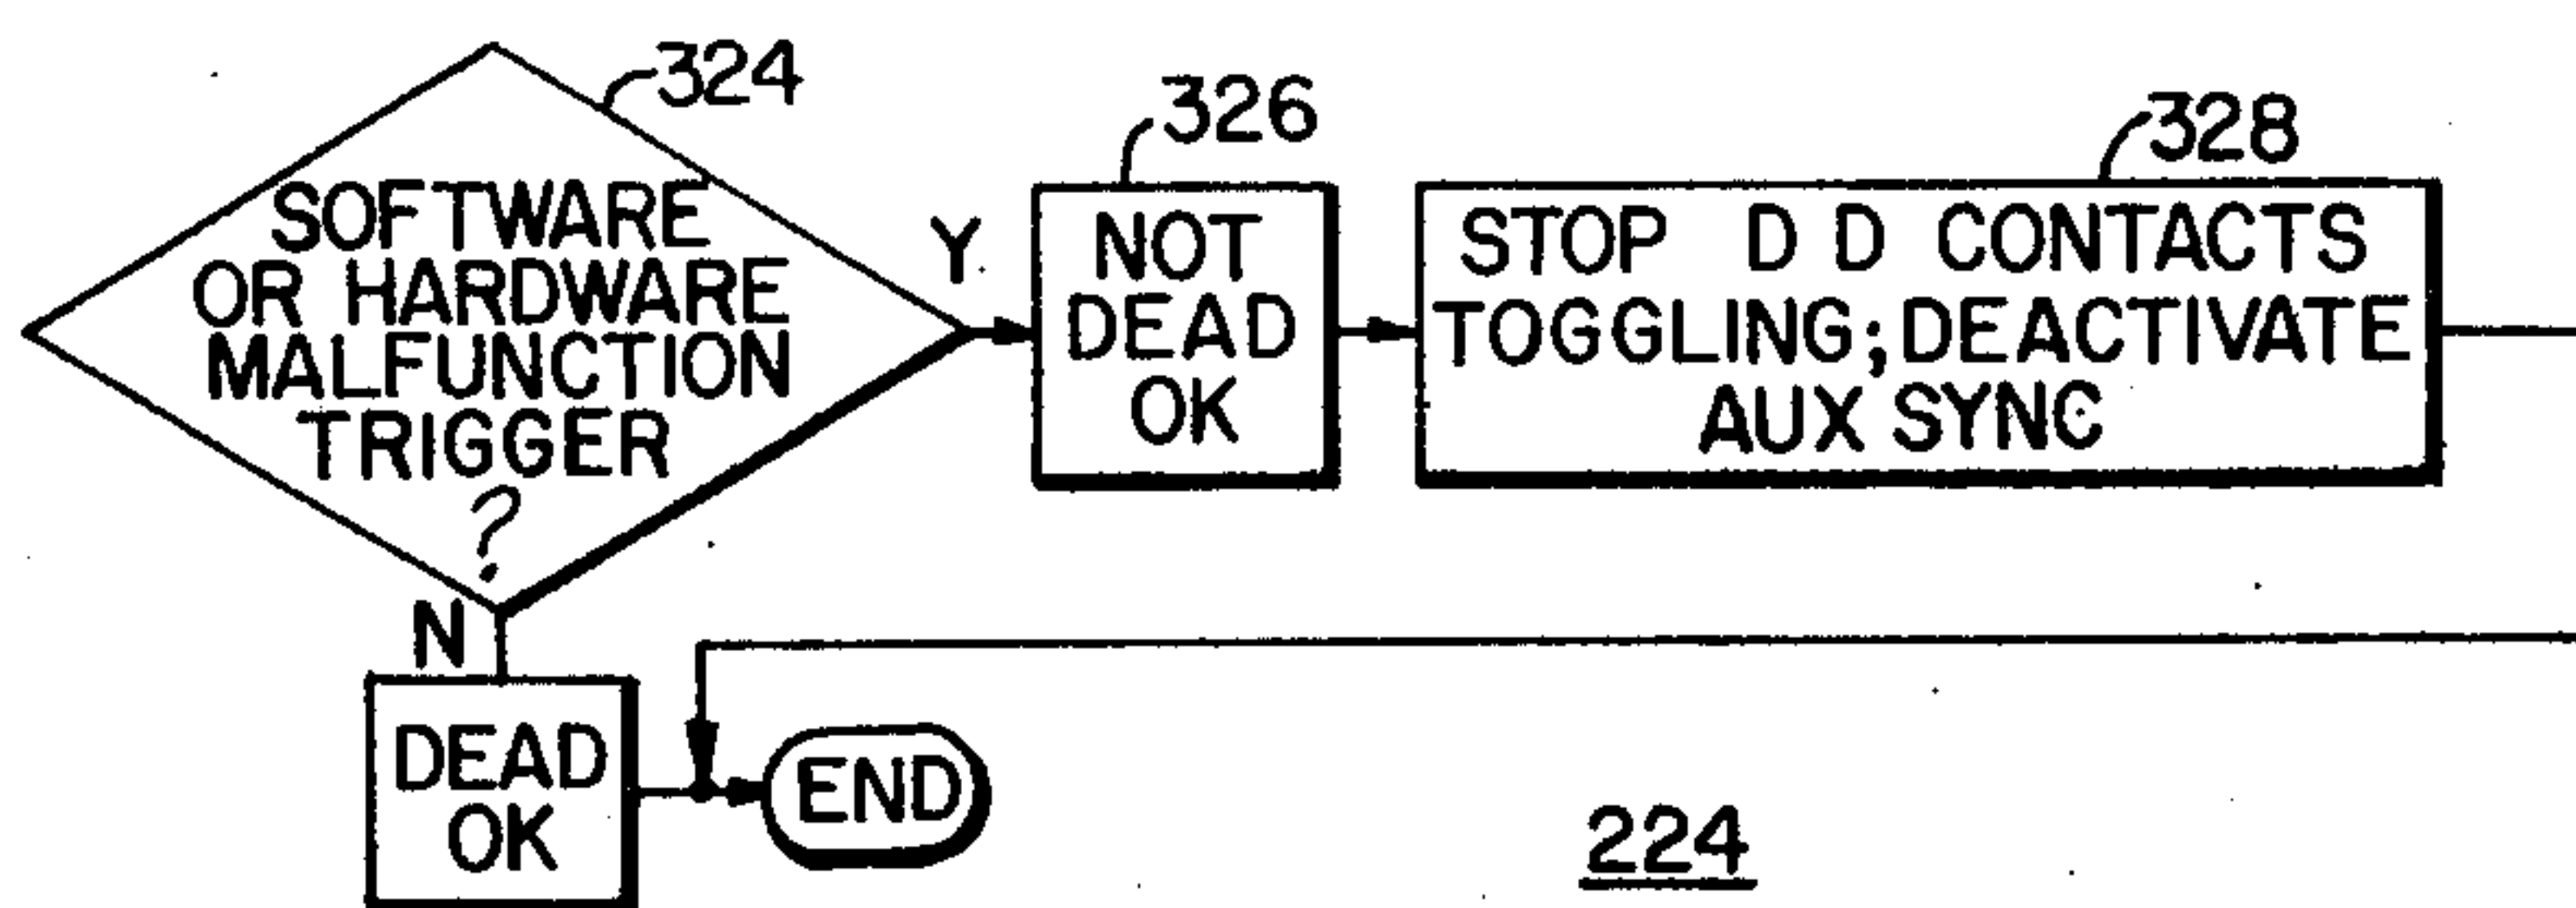 324
SOFTWARE
OR HARDWARE
MALFUNCTION
TRIGGER
?
Y
N
326
NOT
DEAD
OK
328
STOP D D CONTACTS
TOGGLING; DEACTIVATE
AUX SYNC
DEAD
OK
END
224